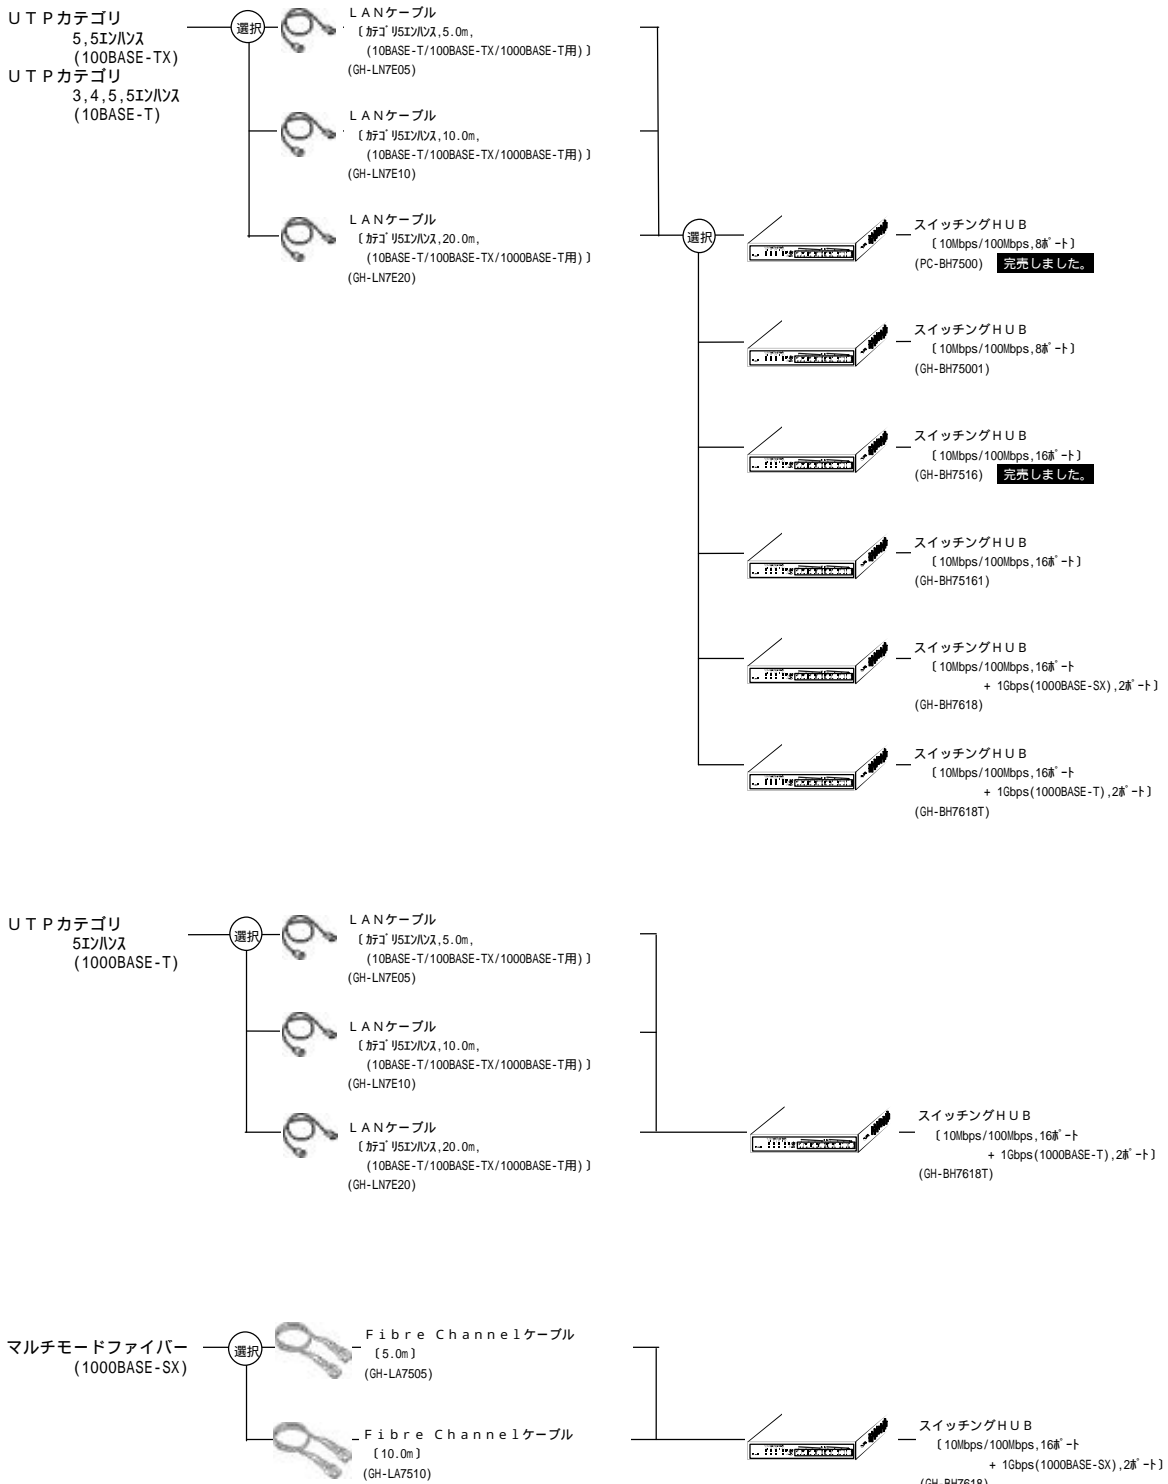 ＵＴＰカテゴリ
5,5ｴﾝﾊﾝｽ
(100BASE-TX)
ＵＴＰカテゴリ
3,4,5,5ｴﾝﾊﾝｽ
(10BASE-T)
選択
ＬＡＮケーブル
〔ｶﾃｺﾞﾘ5ｴﾝﾊﾝｽ,5.0m,
(10BASE-T/100BASE-TX/1000BASE-T用)〕
(GH-LN7E05)
ＬＡＮケーブル
〔ｶﾃｺﾞﾘ5ｴﾝﾊﾝｽ,10.0m,
(10BASE-T/100BASE-TX/1000BASE-T用)〕
(GH-LN7E10)
ＬＡＮケーブル
〔ｶﾃｺﾞﾘ5ｴﾝﾊﾝｽ,20.0m,
(10BASE-T/100BASE-TX/1000BASE-T用)〕
(GH-LN7E20)
選択
スイッチングＨＵＢ
〔10Mbps/100Mbps,8ﾎﾟｰﾄ〕
(PC-BH7500) 完売しました。
スイッチングＨＵＢ
〔10Mbps/100Mbps,8ﾎﾟｰﾄ〕
(GH-BH75001)
スイッチングＨＵＢ
〔10Mbps/100Mbps,16ﾎﾟｰﾄ〕
(GH-BH7516) 完売しました。
スイッチングＨＵＢ
〔10Mbps/100Mbps,16ﾎﾟｰﾄ〕
(GH-BH75161)
スイッチングＨＵＢ
〔10Mbps/100Mbps,16ﾎﾟｰﾄ
+ 1Gbps(1000BASE-SX),2ﾎﾟｰﾄ〕
(GH-BH7618)
スイッチングＨＵＢ
〔10Mbps/100Mbps,16ﾎﾟｰﾄ
+ 1Gbps(1000BASE-T),2ﾎﾟｰﾄ〕
(GH-BH7618T)
ＵＴＰカテゴリ
5ｴﾝﾊﾝｽ
(1000BASE-T)
選択
ＬＡＮケーブル
〔ｶﾃｺﾞﾘ5ｴﾝﾊﾝｽ,5.0m,
(10BASE-T/100BASE-TX/1000BASE-T用)〕
(GH-LN7E05)
ＬＡＮケーブル
〔ｶﾃｺﾞﾘ5ｴﾝﾊﾝｽ,10.0m,
(10BASE-T/100BASE-TX/1000BASE-T用)〕
(GH-LN7E10)
ＬＡＮケーブル
〔ｶﾃｺﾞﾘ5ｴﾝﾊﾝｽ,20.0m,
(10BASE-T/100BASE-TX/1000BASE-T用)〕
(GH-LN7E20)
スイッチングＨＵＢ
〔10Mbps/100Mbps,16ﾎﾟｰﾄ
+ 1Gbps(1000BASE-T),2ﾎﾟｰﾄ〕
(GH-BH7618T)
マルチモードファイバー
(1000BASE-SX)
選択
Ｆｉｂｒｅ Ｃｈａｎｎｅｌケーブル
〔5.0m〕
(GH-LA7505)
Ｆｉｂｒｅ Ｃｈａｎｎｅｌケーブル
〔10.0m〕
(GH-LA7510)
スイッチングＨＵＢ
〔10Mbps/100Mbps,16ﾎﾟｰﾄ
+ 1Gbps(1000BASE-SX),2ﾎﾟｰﾄ〕
(GH-BH7618)